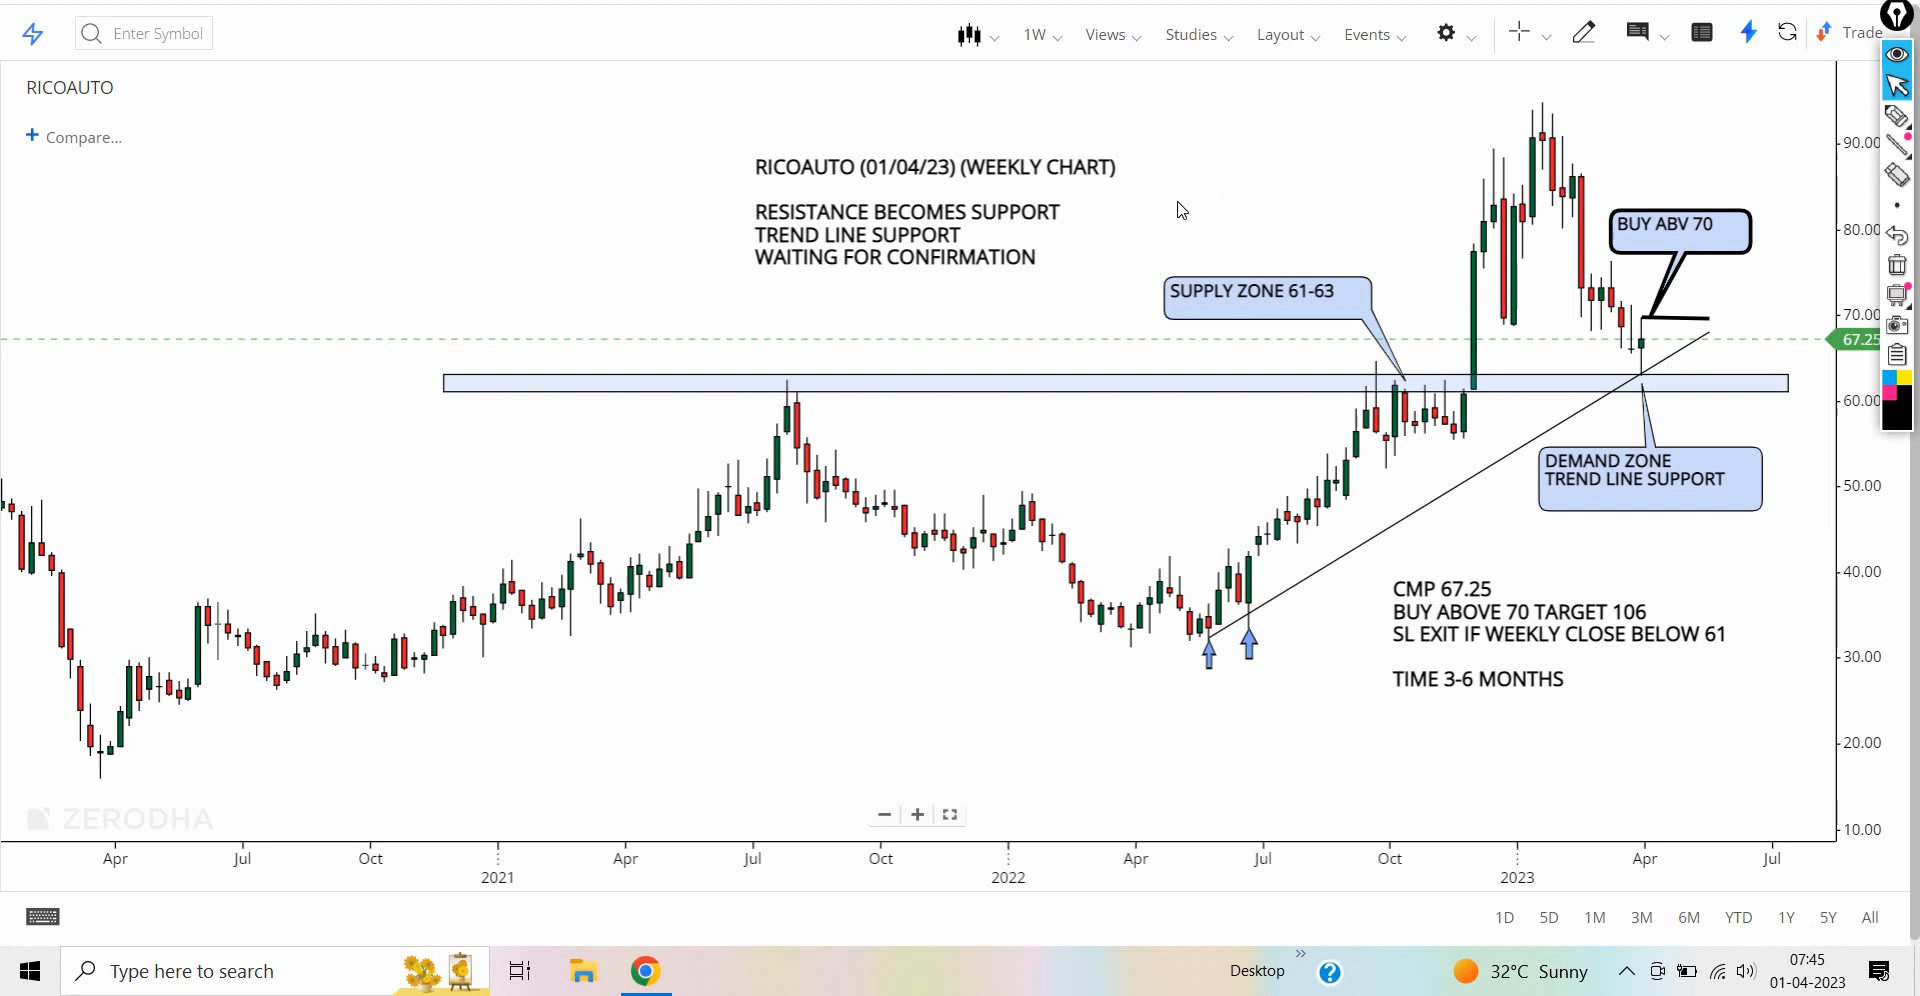 Enter Symbol
1W
Views
Studies
Layout
Events
Trade
RICOAUTO
+ Compare...
RICOAUTO (01/04/23) (WEEKLY CHART)
RESISTANCE BECOMES SUPPORT
TREND LINE SUPPORT
WAITING FOR CONFIRMATION
SUPPLY ZONE 61-63
BUY ABV 70
DEMAND ZONE
TREND LINE SUPPORT
CMP 67.25
BUY ABOVE 70 TARGET 106
SL EXIT IF WEEKLY CLOSE BELOW 61
TIME 3-6 MONTHS
90.00
80.00
70.00
67.25
60.00
50.00
40.00
30.00
20.00
10.00
ZERODHA
Apr Jul Oct 2021 Apr Jul Oct 2022 Apr Jul Oct 2023 Apr Jul
1D 5D 1M 3M 6M YTD 1Y 5Y All
Type here to search
Desktop
32°C Sunny
07:45
01-04-2023